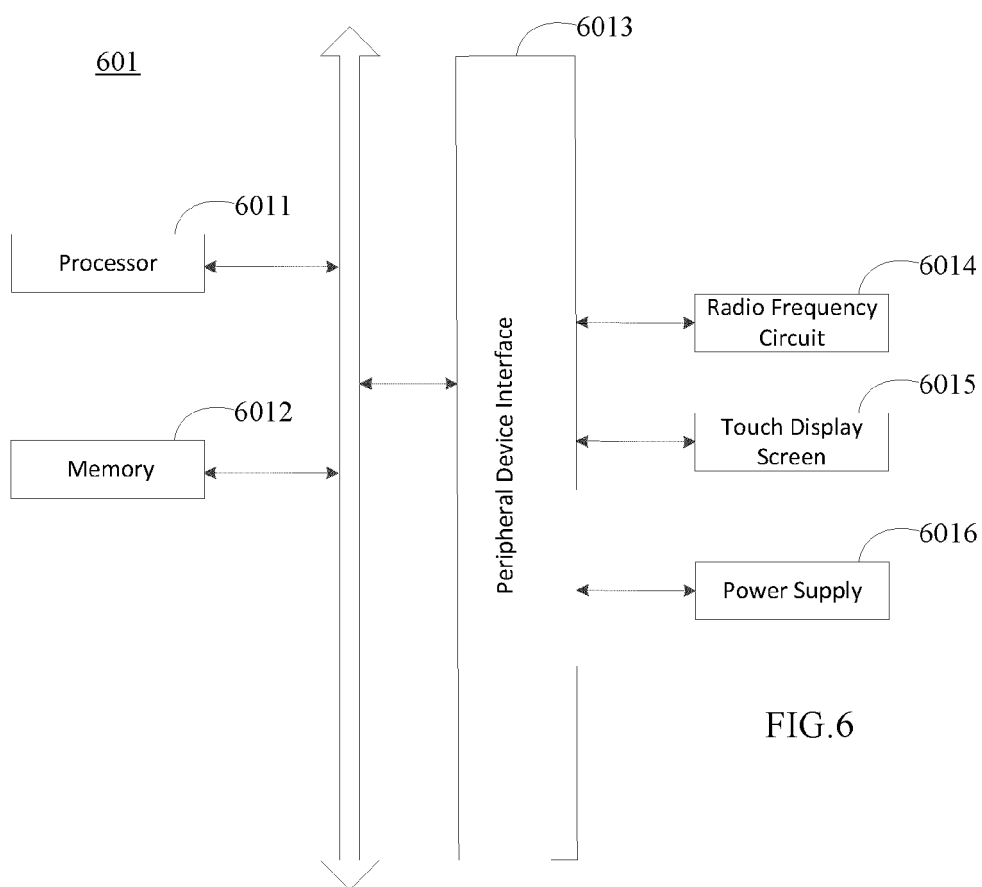 601
6013
6011
Processor
6014
Radio Frequency
Circuit
Peripheral Device Interface
6015
Touch Display
Screen
6012
Memory
6016
Power Supply
FIG.6